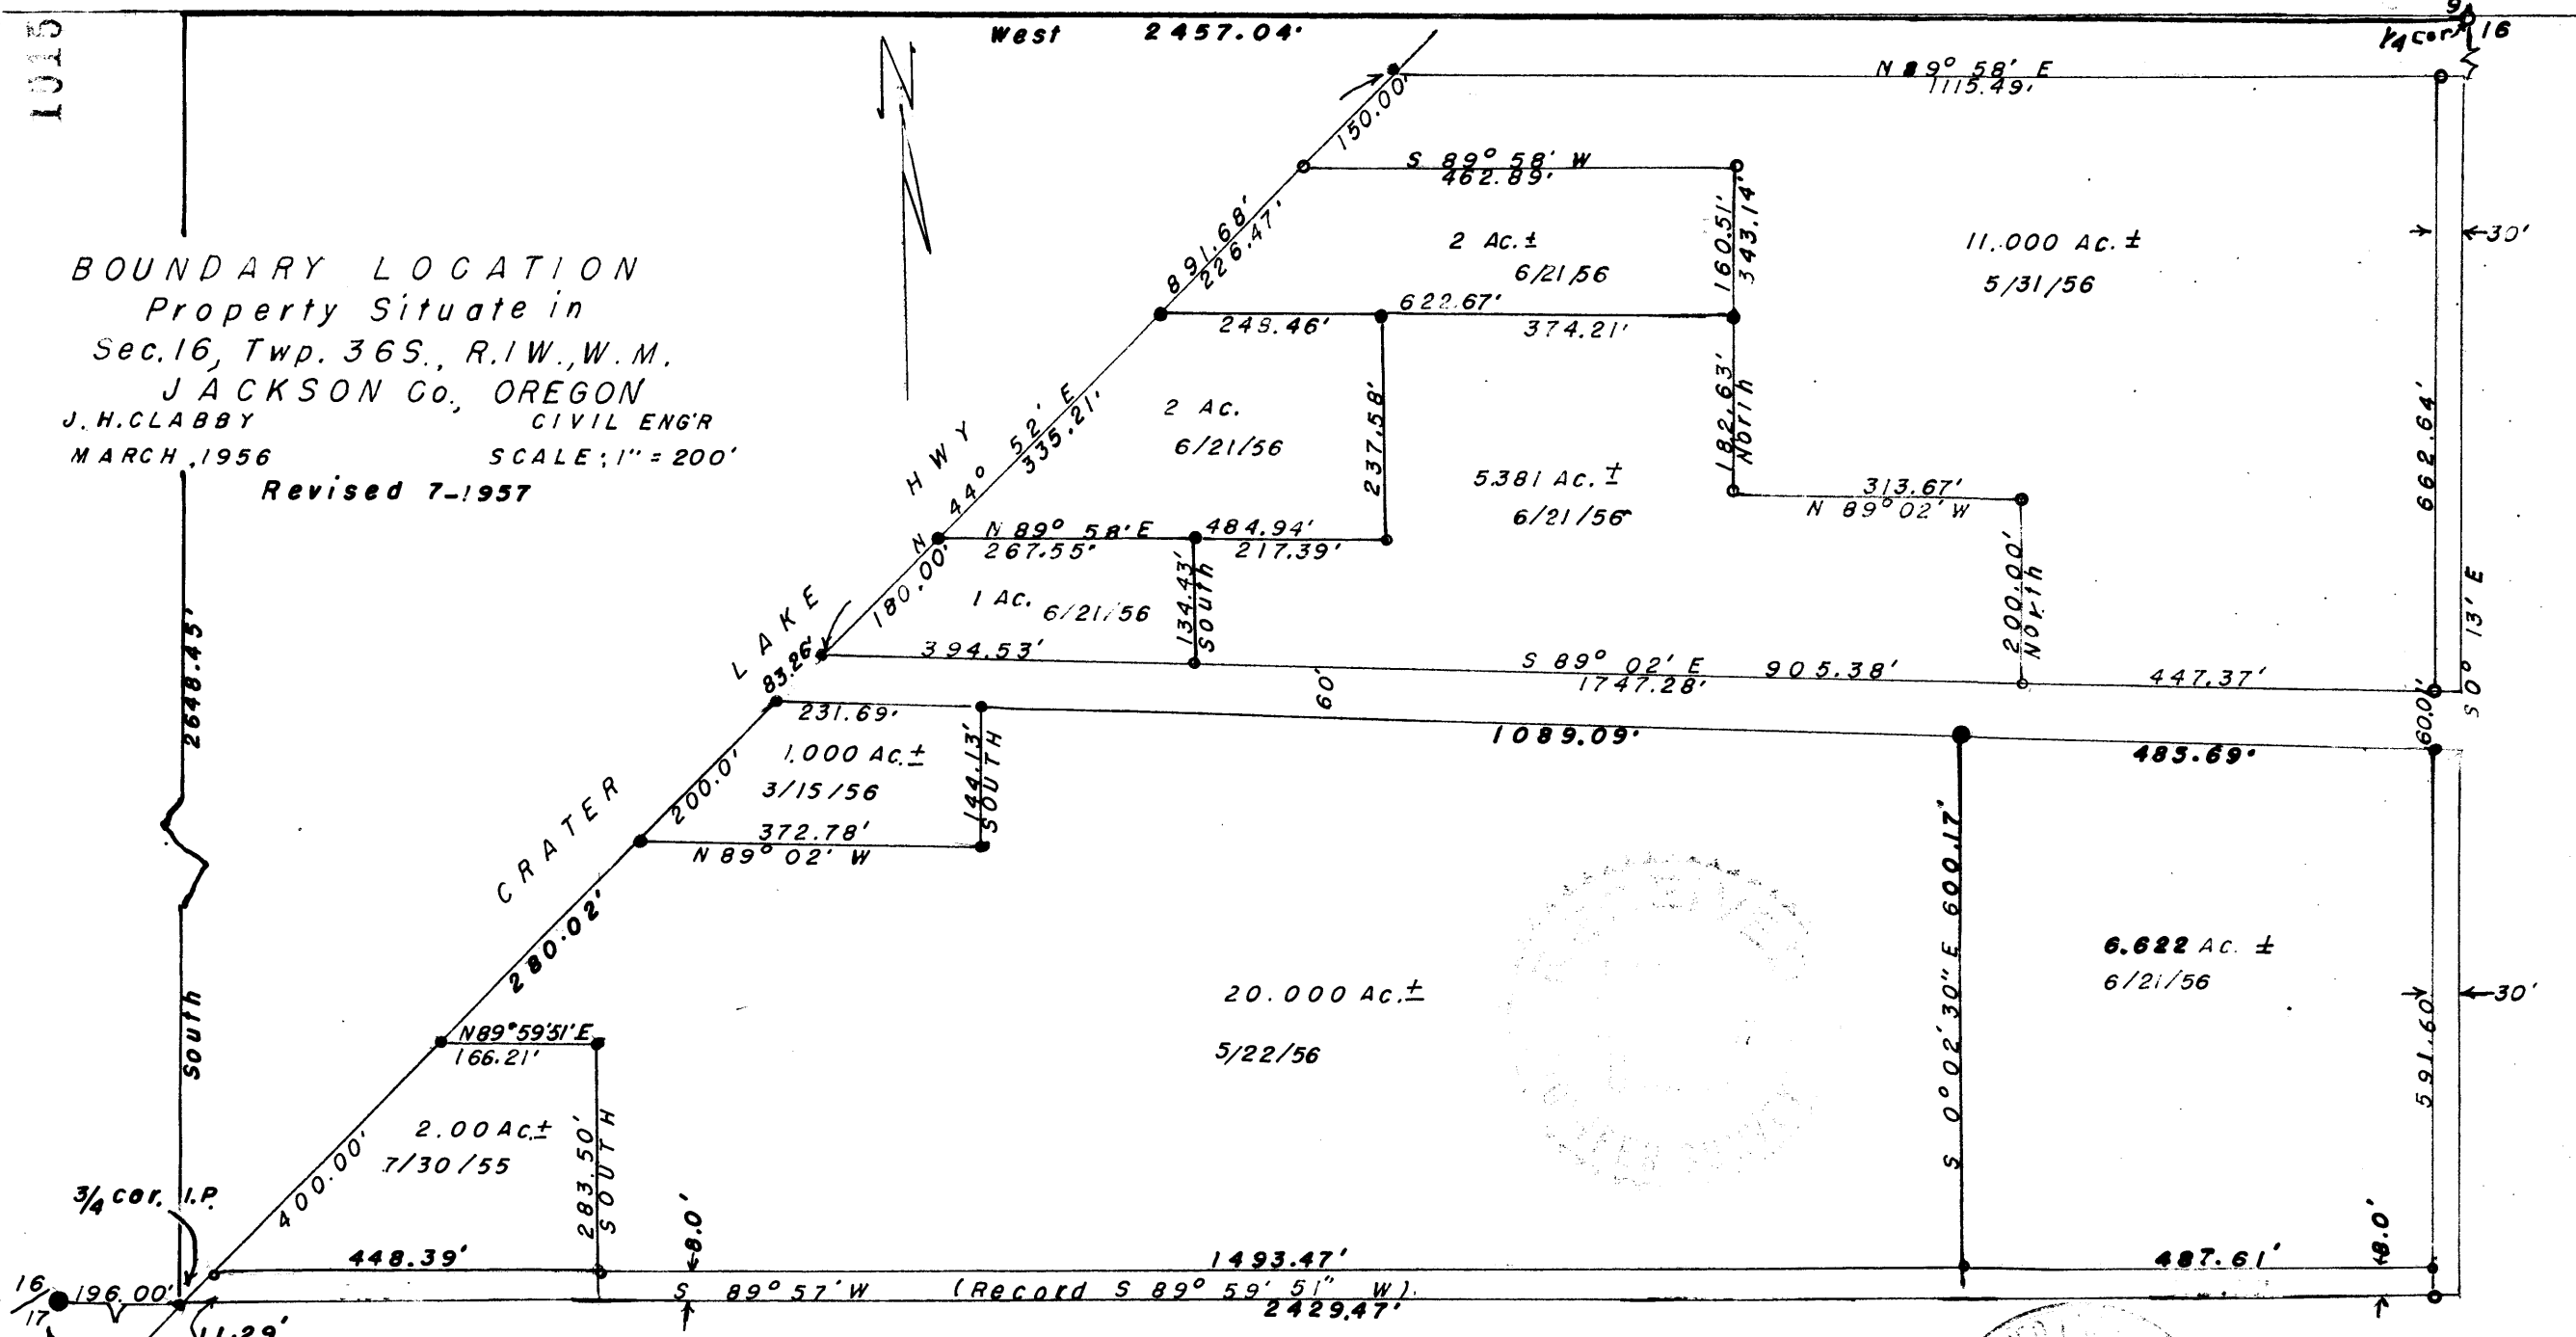 1015
West 2457.04'
9
1/4 cor.
16
N 89° 58' E
1115.49'
150.00'
S 89° 58' W
462.89'
891.68'
226.47'
160.51'
343.14'
2 Ac.±
6/21/56
11.000 Ac.±
5/31/56
30'
BOUNDARY LOCATION
Property Situate in
Sec.16, Twp. 36S., R.1W.,W.M.
JACKSON Co., OREGON
J.H.CLABBY CIVIL ENG'R
MARCH,1956 SCALE; 1" = 200'
Revised 7-1957
622.67'
248.46'
374.21'
N 44° 52' E
335.21'
2 Ac.
6/21/56
237.58'
182.63'
North
662.64'
5.381 Ac.±
6/21/56
313.67'
N 89° 02' W
N 89° 58' E
267.55'
484.94'
217.39'
180.00'
1 Ac.
6/21/56
134.43'
South
200.00'
North
S 0° 13' E
CRATER LAKE HWY
83.26'
394.53'
S 89° 02' E
1747.28'
905.38'
447.37'
60'
60.0'
2648.45'
South
231.69'
1.000 Ac.±
3/15/56
144.13'
SOUTH
200.0'
372.78'
N 89° 02' W
1089.09'
485.69'
280.02'
S 0° 02' 30" E 600.17'
6.622 Ac. ±
6/21/56
30'
591.60'
20.000 Ac.±
5/22/56
N89°59'51"E
166.21'
2.00 Ac.±
7/30/55
283.50'
SOUTH
400.00'
3/4 cor. I.P.
448.39'
8.0'
1493.47'
487.61'
8.0'
16
17
196.00'
S 89° 57' W (Record S 89° 59' 51" W).
2429.47'
11.29'